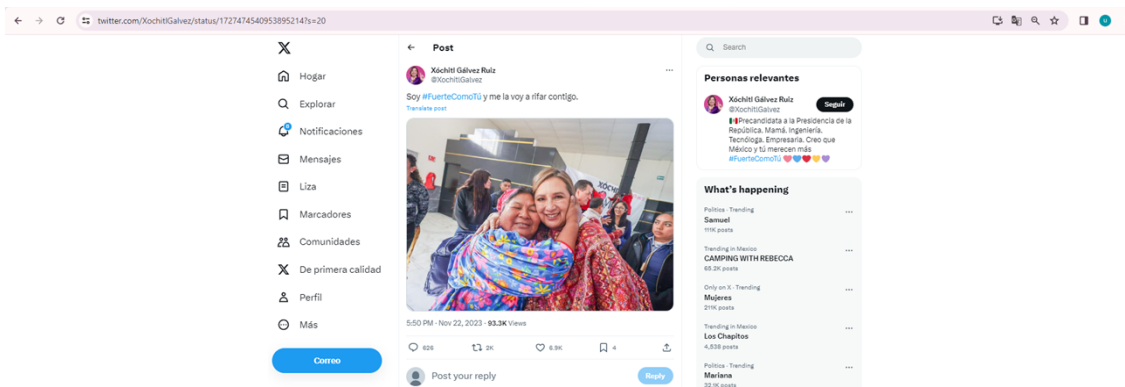 twitter.com/XochitlGalvez/status/1727474540953895214?s=20
Hogar
Explorar
Notificaciones
Mensajes
Liza
Marcadores
Comunidades
De primera calidad
Perfil
Más
Correo
Post
Xóchitl Gálvez Ruiz
@XochitlGalvez
Soy #FuerteComoTú y me la voy a rifar contigo.
Translate post
XÓCH
5:50 PM · Nov 22, 2023 · 93.3K Views
626 2K 6.9K 4
Post your reply
Reply
Search
Personas relevantes
Xóchitl Gálvez Ruiz
@XochitlGalvez
Seguir
Precandidata a la Presidencia de la
República. Mamá. Ingeniería.
Tecnóloga. Empresaria. Creo que
México y tú merecen más
#FuerteComoTú
What's happening
Politics · Trending
Samuel
111K posts
Trending in Mexico
CAMPING WITH REBECCA
65.2K posts
Only on X · Trending
Mujeres
211K posts
Trending in Mexico
Los Chapitos
4,538 posts
Politics · Trending
Mariana
32.1K posts